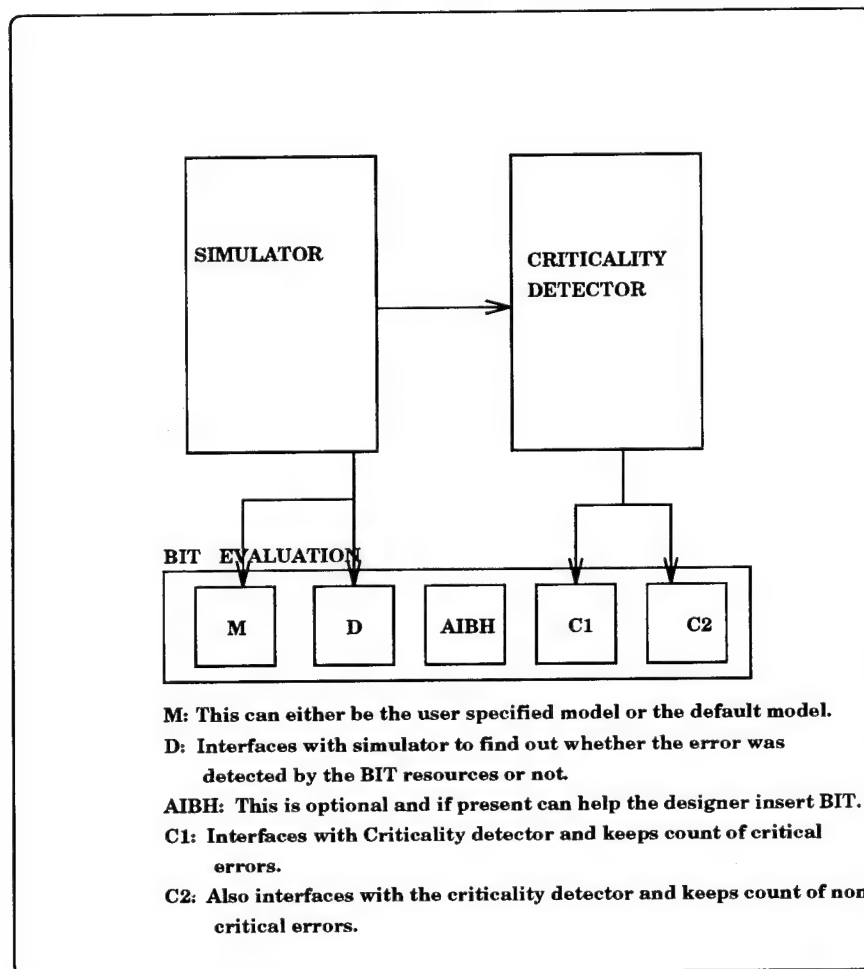 SIMULATOR
CRITICALITY
DETECTOR
BIT EVALUATION
M
D
AIBH
C1
C2
M: This can either be the user specified model or the default model.
D: Interfaces with simulator to find out whether the error was
detected by the BIT resources or not.
AIBH: This is optional and if present can help the designer insert BIT.
C1: Interfaces with Criticality detector and keeps count of critical
errors.
C2: Also interfaces with the criticality detector and keeps count of non
critical errors.